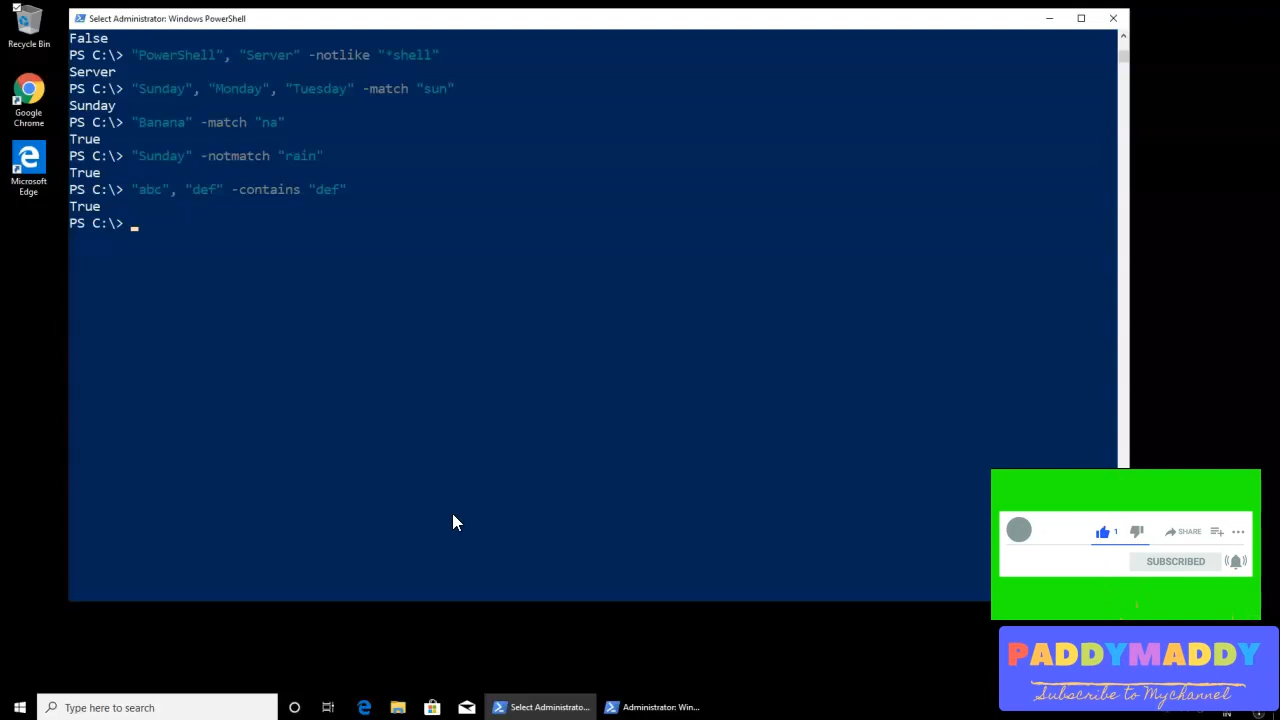 Select Administrator: Windows PowerShell
Recycle Bin
Google
Chrome
Microsoft
Edge
False
PS C:\> "PowerShell", "Server" -notlike "*shell"
Server
PS C:\> "Sunday", "Monday", "Tuesday" -match "sun"
Sunday
PS C:\> "Banana" -match "na"
True
PS C:\> "Sunday" -notmatch "rain"
True
PS C:\> "abc", "def" -contains "def"
True
PS C:\>
1
SHARE
SUBSCRIBED
PADDYMADDY
Subscribe to Mychannel
Type here to search
Select Administrato...
Administrator: Win...
IN